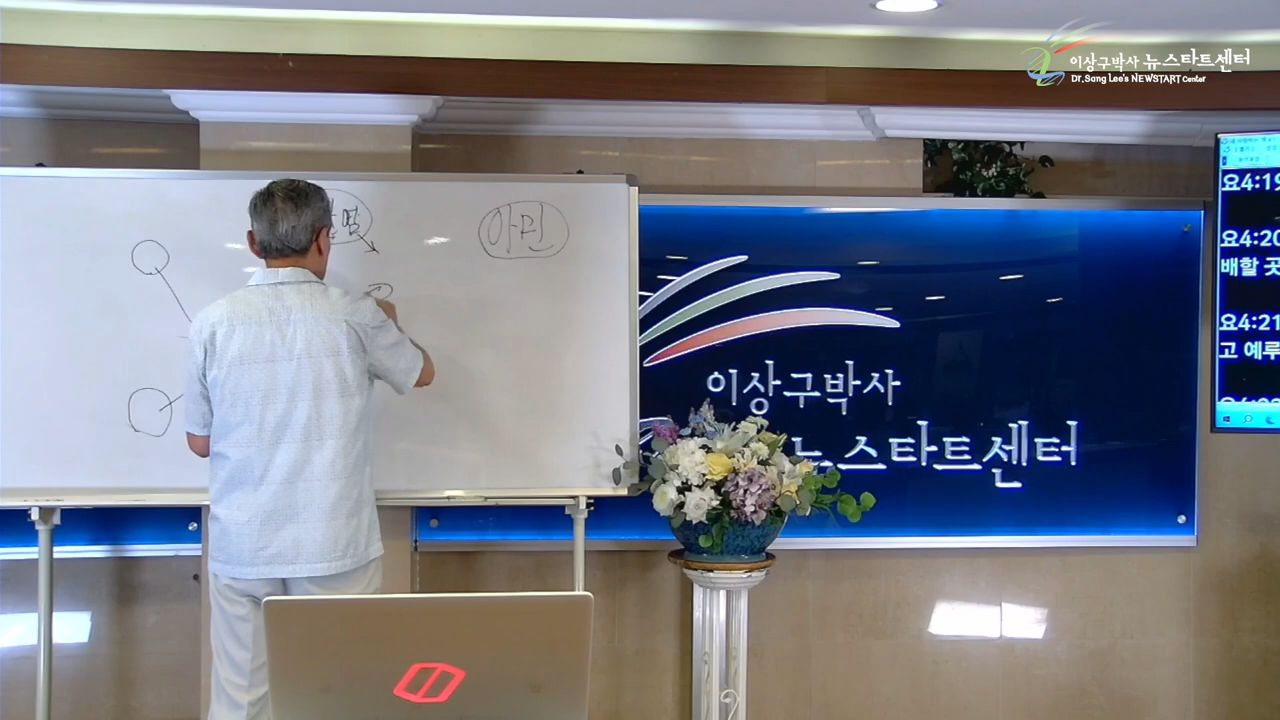 이상구박사 뉴스타트센터
Dr. Sang Lee's NEWSTART Center
아민
이상구박사
뉴스타트센터
요4:19
요4:20
배할 곳
요4:21
고 예루